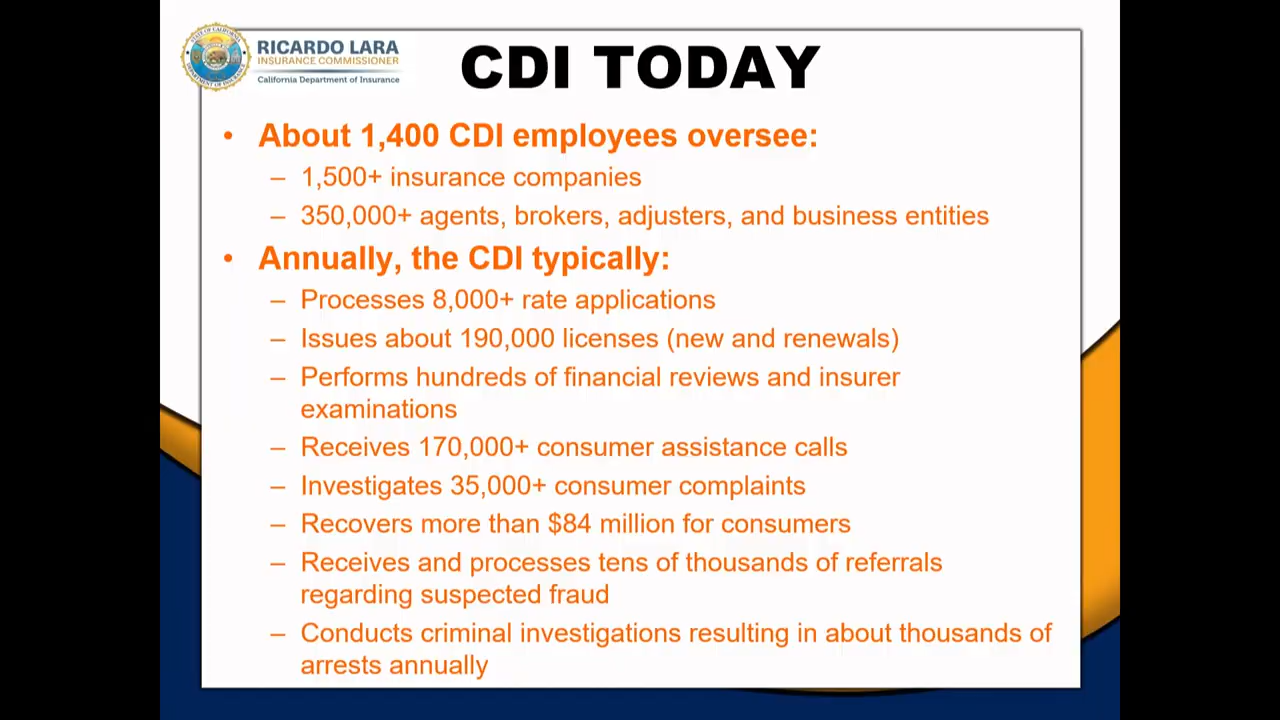 RICARDO LARA
INSURANCE COMMISSIONER
California Department of Insurance
CDI TODAY
• About 1,400 CDI employees oversee:
– 1,500+ insurance companies
– 350,000+ agents, brokers, adjusters, and business entities
• Annually, the CDI typically:
– Processes 8,000+ rate applications
– Issues about 190,000 licenses (new and renewals)
– Performs hundreds of financial reviews and insurer
examinations
– Receives 170,000+ consumer assistance calls
– Investigates 35,000+ consumer complaints
– Recovers more than $84 million for consumers
– Receives and processes tens of thousands of referrals
regarding suspected fraud
– Conducts criminal investigations resulting in about thousands of
arrests annually